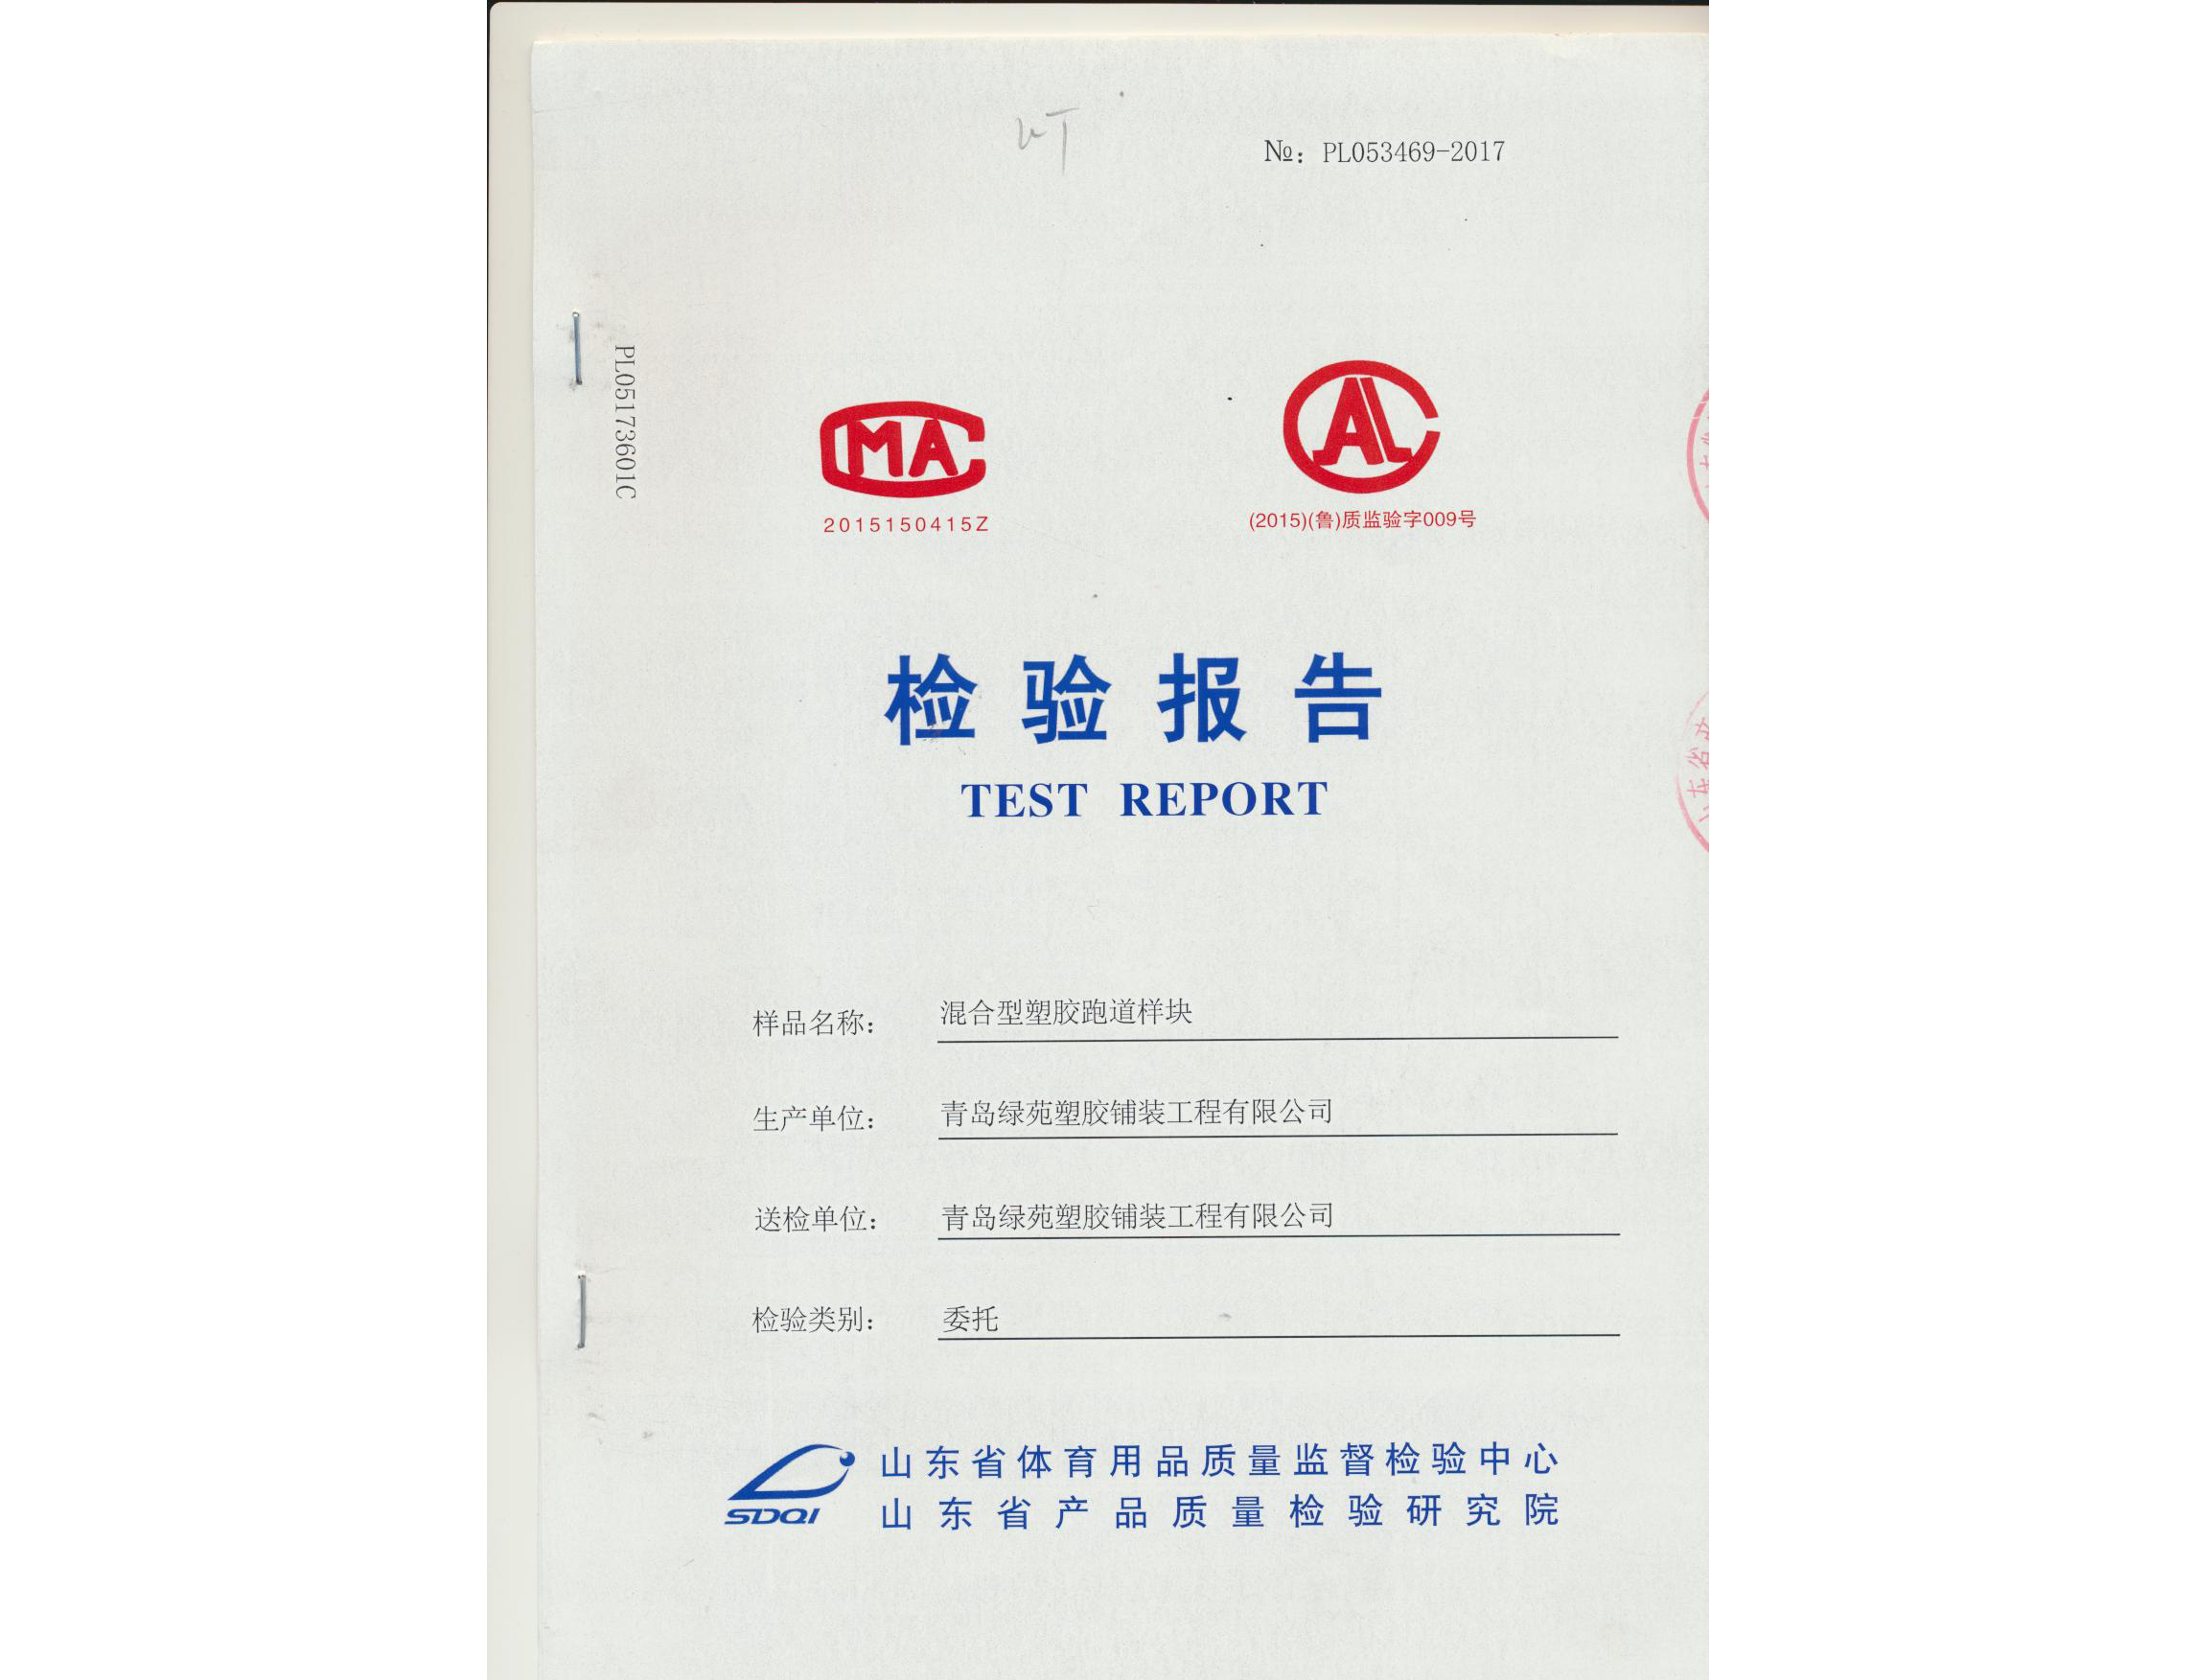 №: PL053469-2017
PL05173601C
CMA
2015150415Z
CAL
(2015)(鲁)质监验字009号
检验报告
TEST REPORT
样品名称: 混合型塑胶跑道样块
生产单位: 青岛绿苑塑胶铺装工程有限公司
送检单位: 青岛绿苑塑胶铺装工程有限公司
检验类别: 委托
SDQI
山东省体育用品质量监督检验中心
山东省产品质量检验研究院